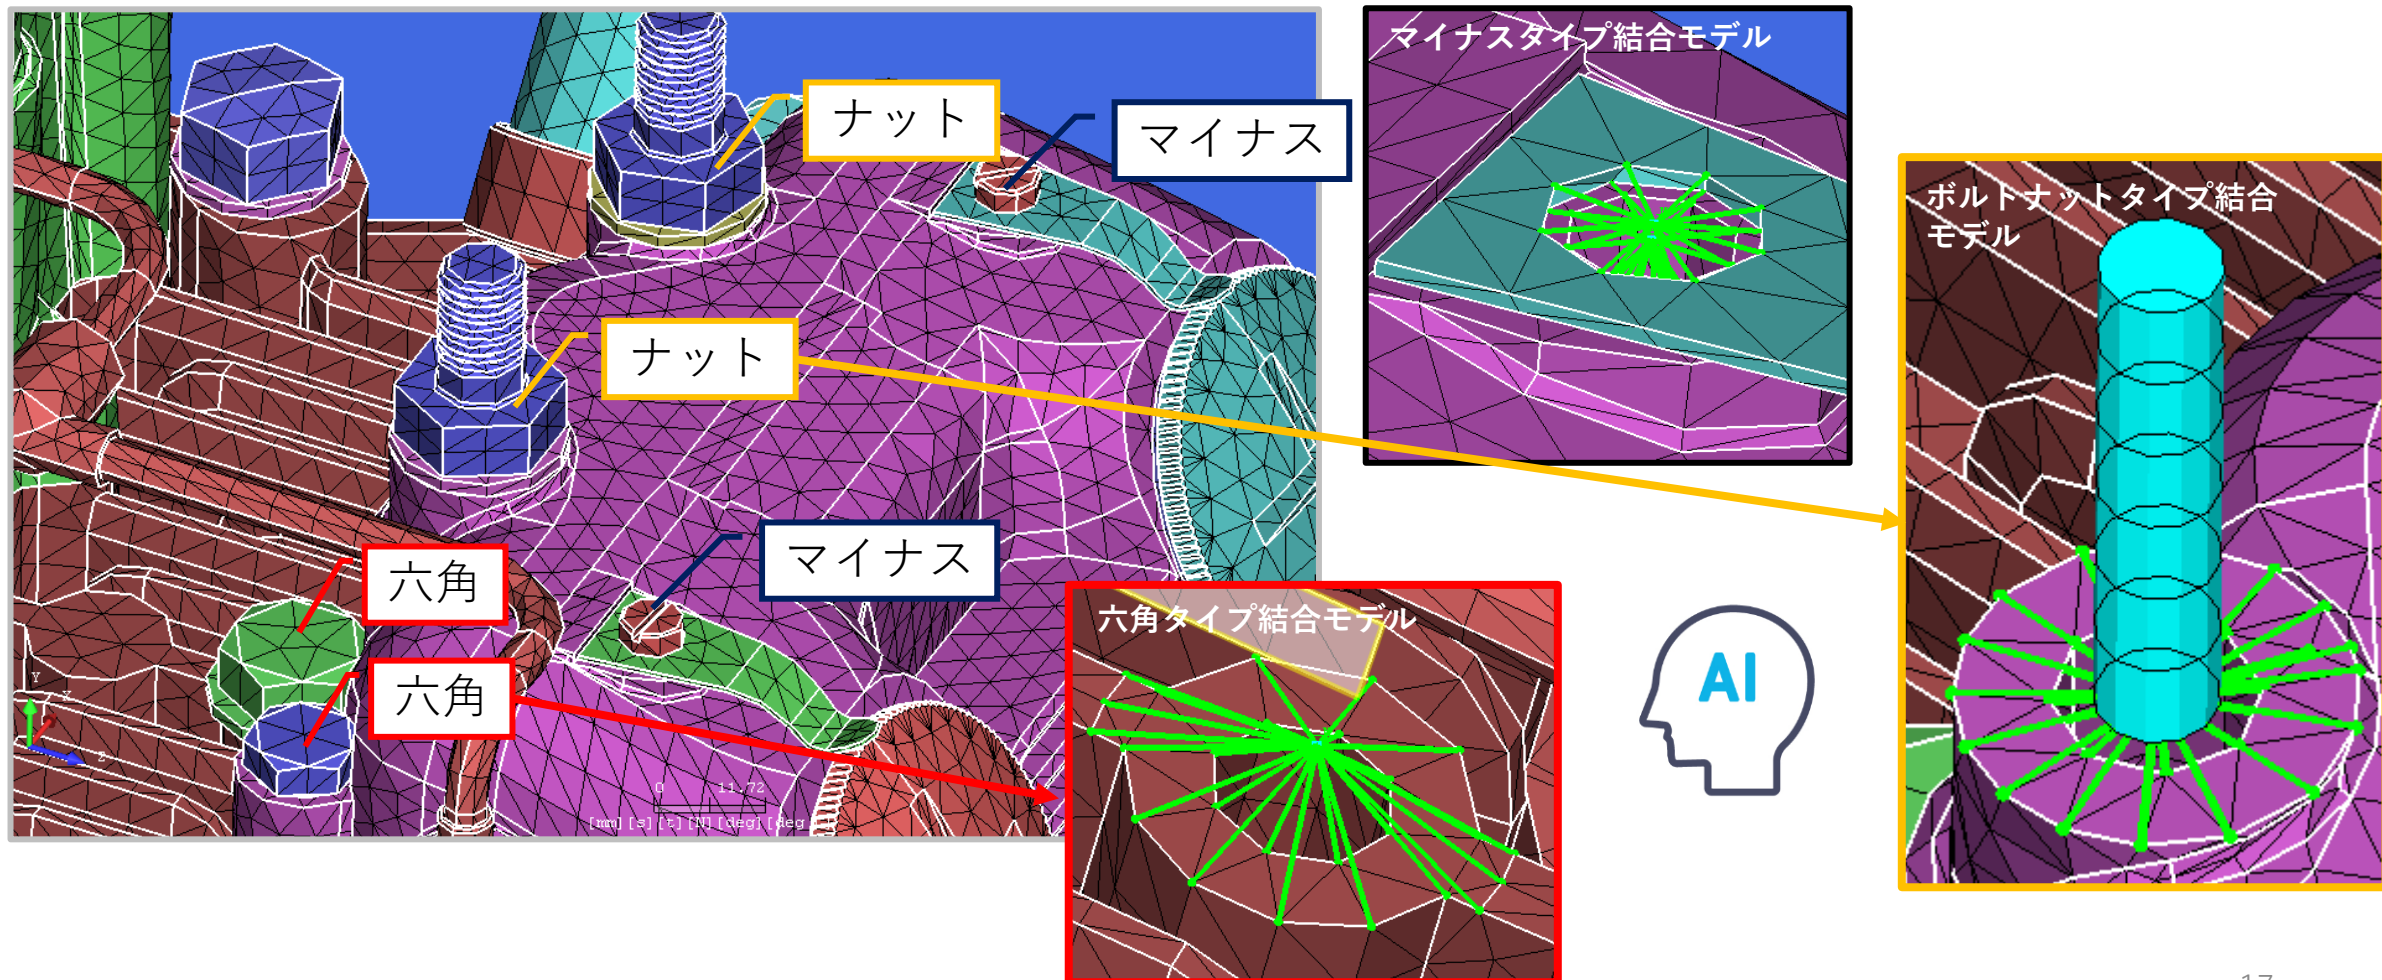 マイナスタイプ結合モデル
ナット
マイナス
ボルトナットタイプ結合
モデル
ナット
マイナス
六角
六角タイプ結合モデル
六角
AI
Y
X
Z
0 11.72
[mm][s][t][N][deg][deg
17